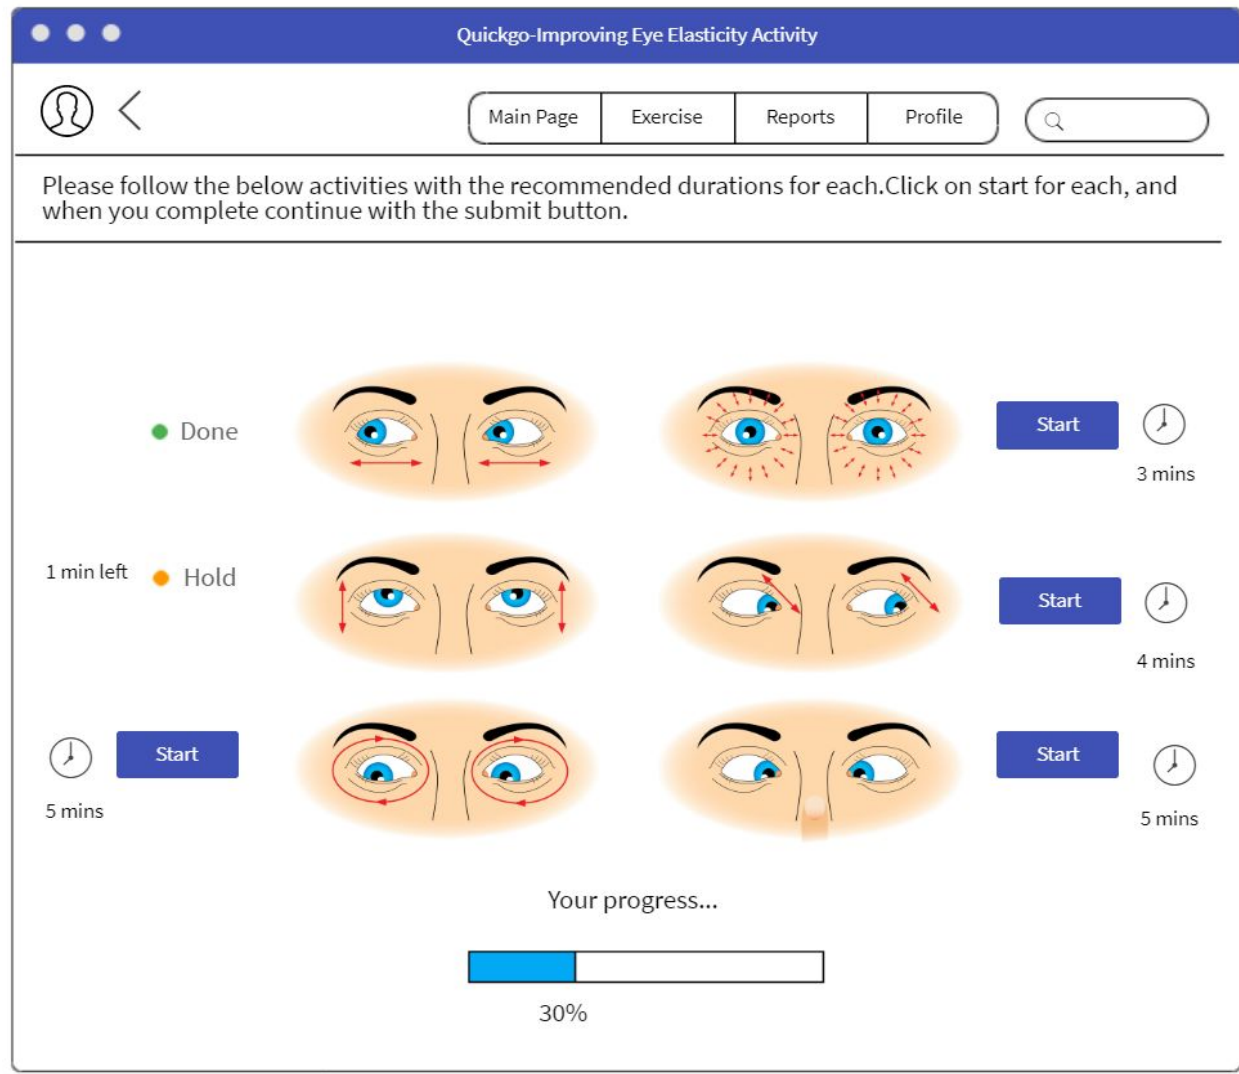 Quickgo-Improving Eye Elasticity Activity
Main Page
Exercise
Reports
Profile
Please follow the below activities with the recommended durations for each.Click on start for each, and
when you complete continue with the submit button.
Done
Start
3 mins
1 min left
Hold
Start
4 mins
Start
5 mins
Start
5 mins
Your progress...
30%